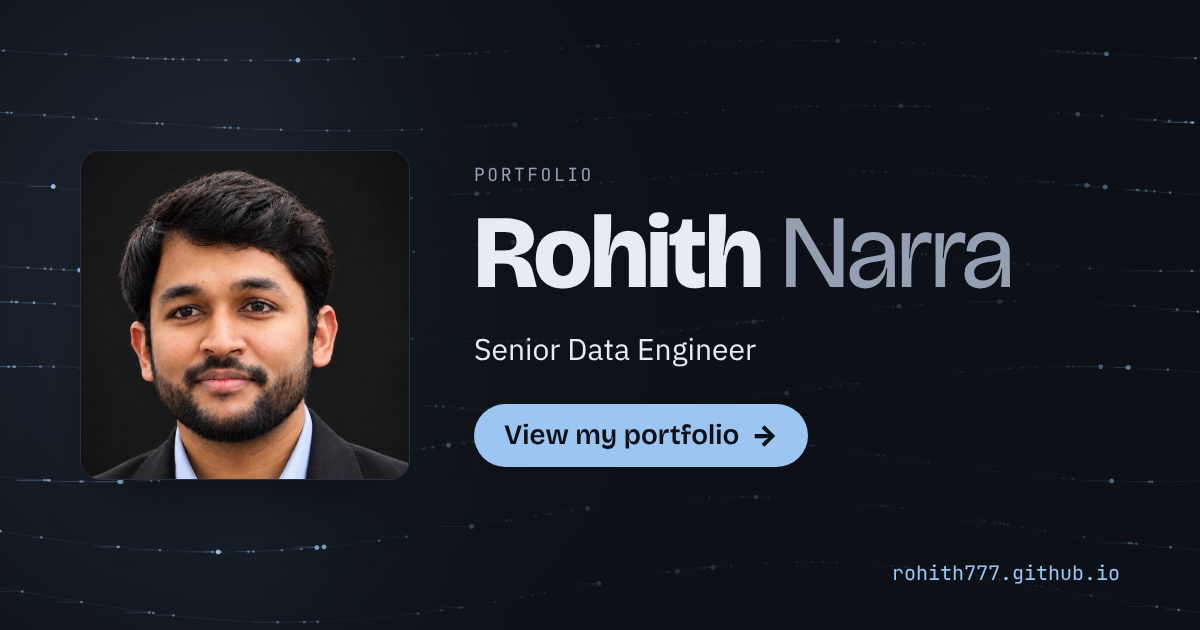 PORTFOLIO
Rohith Narra
Senior Data Engineer
View my portfolio →
rohith777.github.io